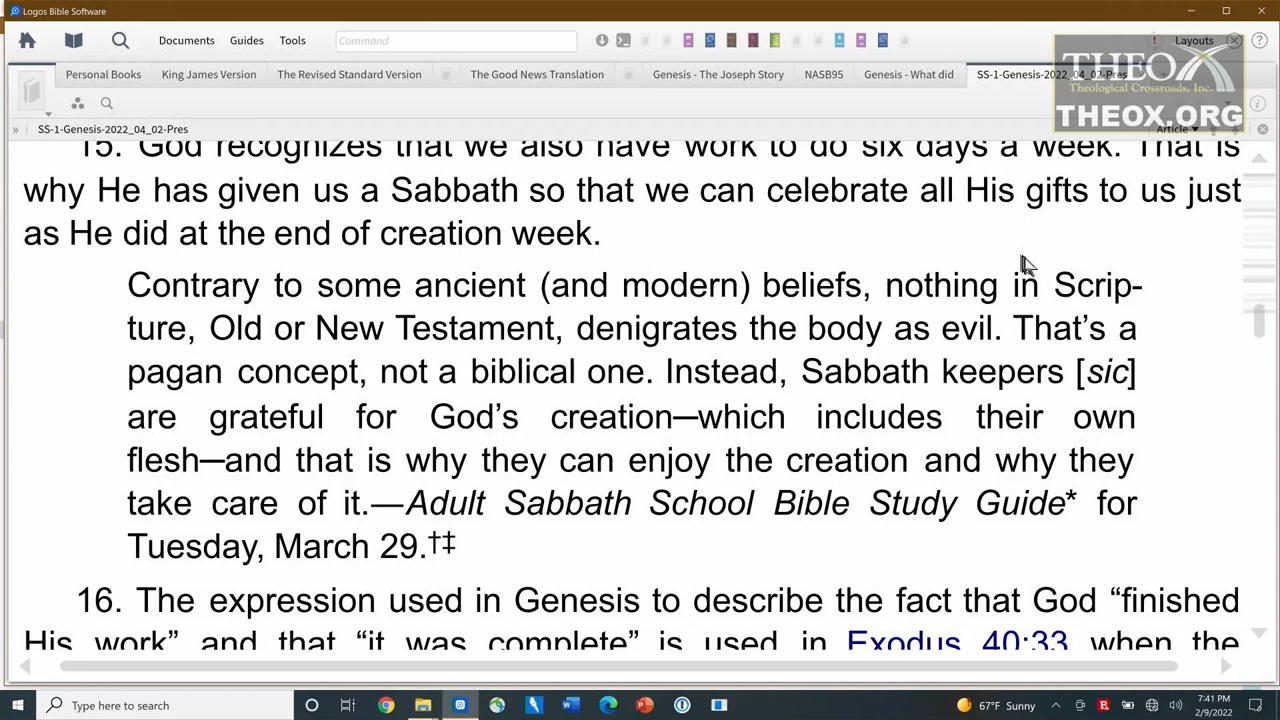 Logos Bible Software
Documents Guides Tools Command Layouts
THEOX
Theological Crossroads, Inc.
THEOX.ORG
Personal Books King James Version The Revised Standard Version The Good News Translation Genesis - The Joseph Story NASB95 Genesis - What did SS-1-Genesis-2022_04_02-Pres
SS-1-Genesis-2022_04_02-Pres Article
15. God recognizes that we also have work to do six days a week. That is
why He has given us a Sabbath so that we can celebrate all His gifts to us just
as He did at the end of creation week.
Contrary to some ancient (and modern) beliefs, nothing in Scrip-
ture, Old or New Testament, denigrates the body as evil. That’s a
pagan concept, not a biblical one. Instead, Sabbath keepers [sic]
are grateful for God’s creation—which includes their own
flesh—and that is why they can enjoy the creation and why they
take care of it.—Adult Sabbath School Bible Study Guide* for
Tuesday, March 29.†‡
16. The expression used in Genesis to describe the fact that God “finished
His work” and that “it was complete” is used in Exodus 40:33 when the
Type here to search 67°F Sunny 7:41 PM
2/9/2022